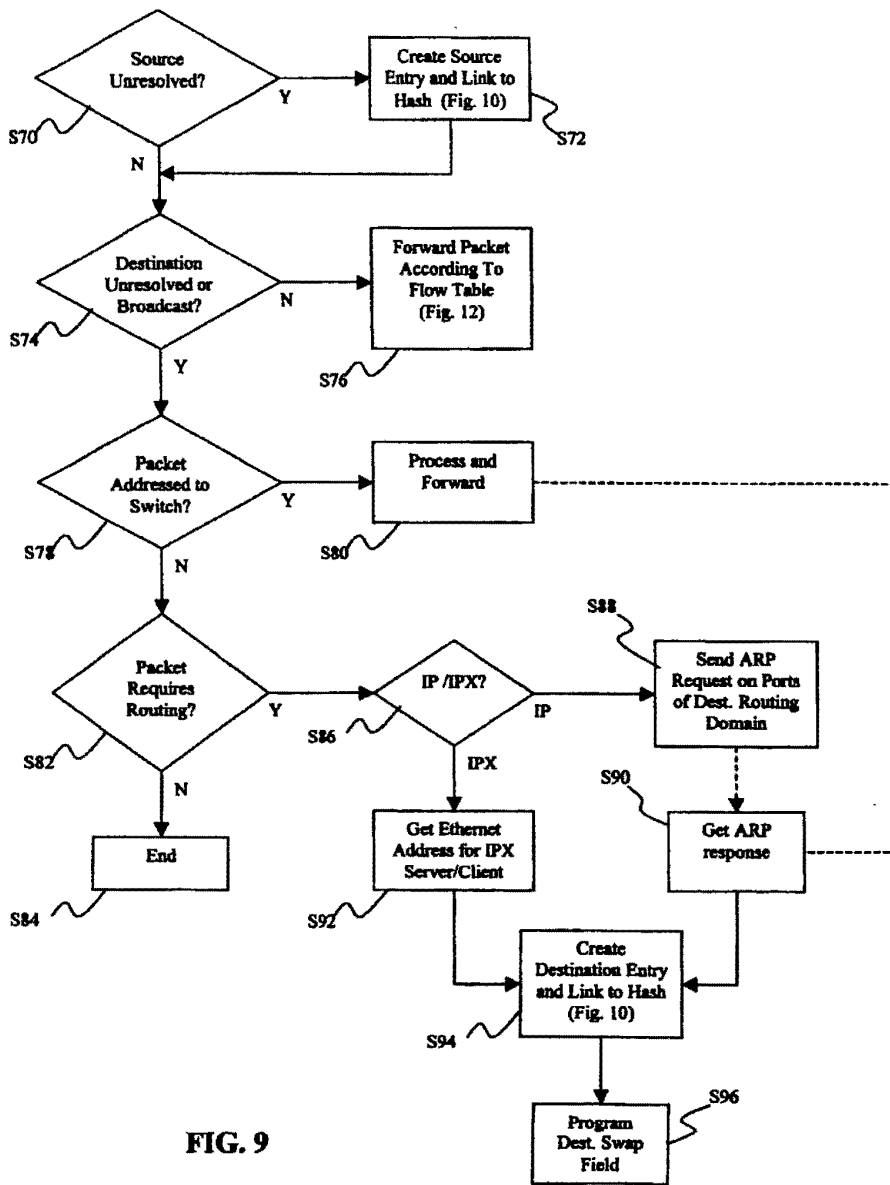 Source
Unresolved?
Y
Create Source
Entry and Link to
Hash (Fig. 10)
S70
S72
N
Destination
Unresolved or
Broadcast?
N
Forward Packet
According To
Flow Table
(Fig. 12)
S74
Y
S76
Packet
Addressed to
Switch?
Y
Process and
Forward
S78
N
S80
S88
Packet
Requires
Routing?
Y
IP /IPX?
IP
Send ARP
Request on Ports
of Dest. Routing
Domain
S82
S86
N
IPX
S90
End
Get Ethernet
Address for IPX
Server/Client
Get ARP
response
S84
S92
Create
Destination Entry
and Link to Hash
(Fig. 10)
S94
S96
Program
Dest. Swap
Field
FIG. 9